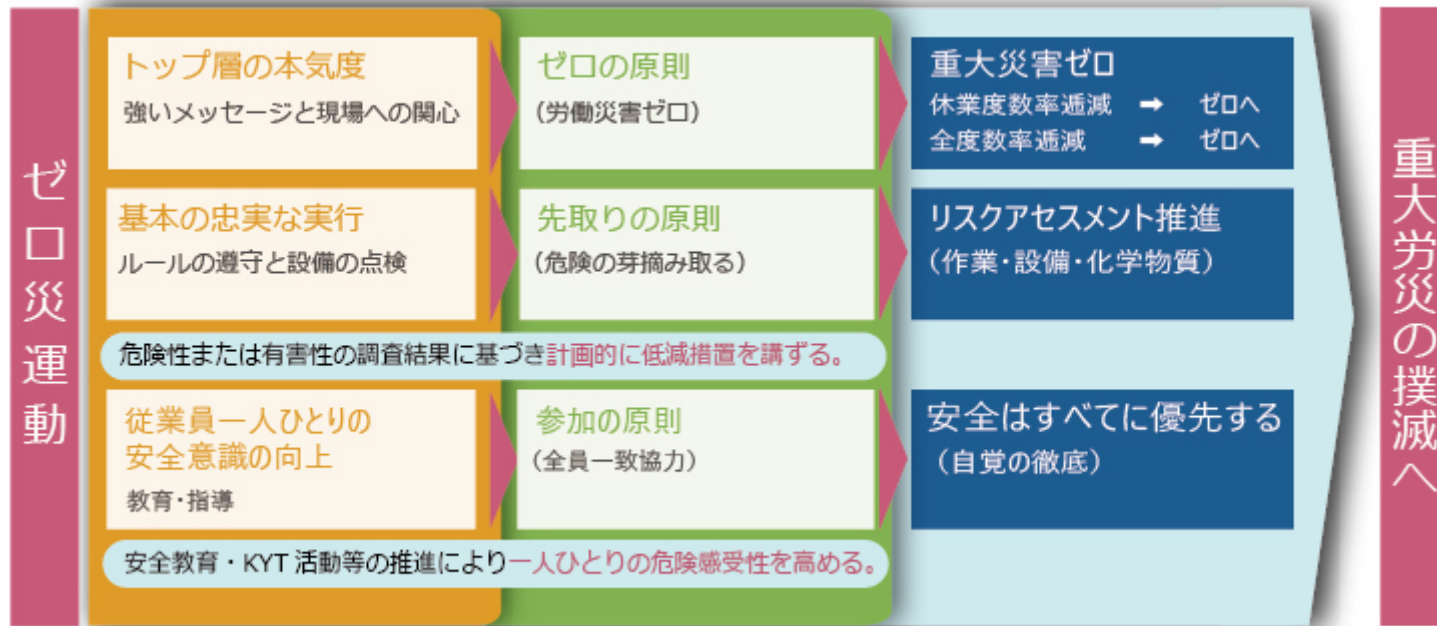 ゼロ災運動
トップ層の本気度
強いメッセージと現場への関心
ゼロの原則
(労働災害ゼロ)
重大災害ゼロ
休業度数率逓減 ➡ ゼロへ
全度数率逓減 ➡ ゼロへ
基本の忠実な実行
ルールの遵守と設備の点検
先取りの原則
(危険の芽摘み取る)
リスクアセスメント推進
(作業・設備・化学物質)
危険性または有害性の調査結果に基づき計画的に低減措置を講ずる。
従業員一人ひとりの
安全意識の向上
教育・指導
参加の原則
(全員一致協力)
安全はすべてに優先する
(自覚の徹底)
安全教育・KYT 活動等の推進により一人ひとりの危険感受性を高める。
重大労災の撲滅へ